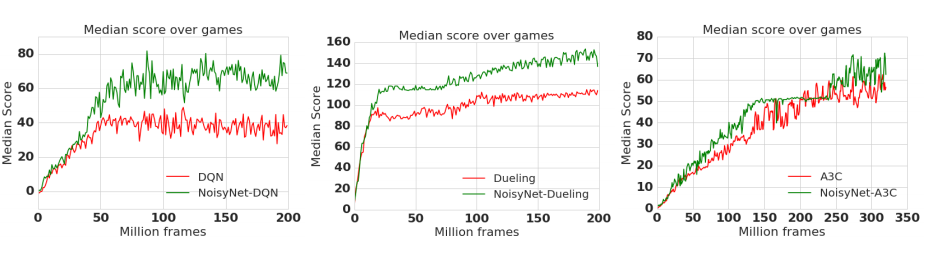 Median score over games
80
60
40
20
0
Median Score
0
50
100
150
200
Million frames
DQN
NoisyNet-DQN
Median score over games
160
140
120
100
80
60
40
20
0
Median Score
0
50
100
150
200
Million frames
Dueling
NoisyNet-Dueling
Median score over games
80
70
60
50
40
30
20
10
0
Median Score
0
50
100
150
200
250
300
350
Million frames
A3C
NoisyNet-A3C